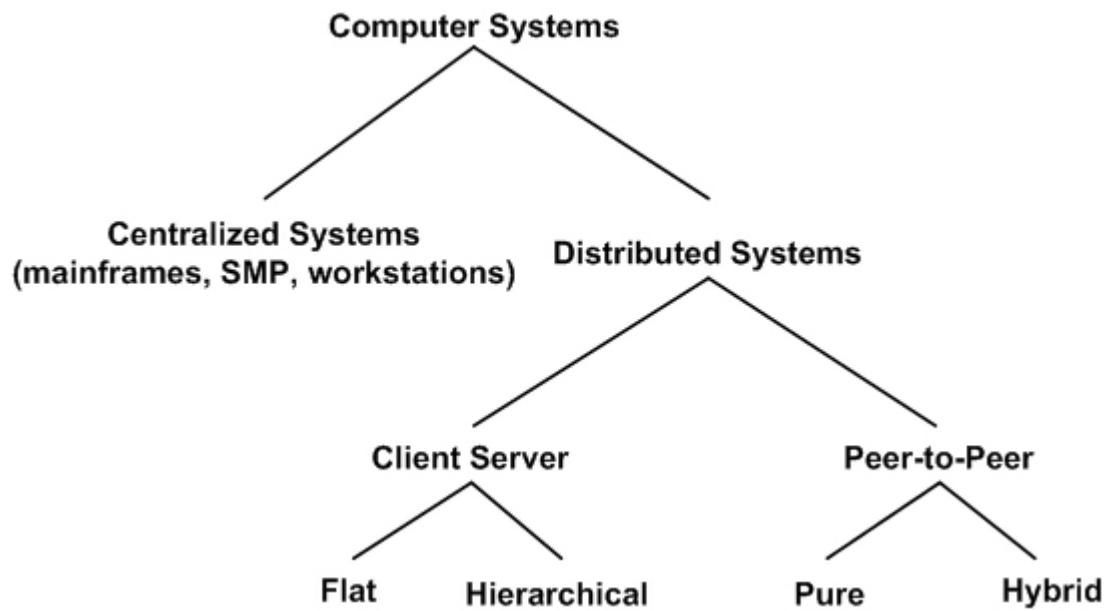 Computer Systems
Centralized Systems
(mainframes, SMP, workstations)
Distributed Systems
Client Server
Peer-to-Peer
Flat
Hierarchical
Pure
Hybrid